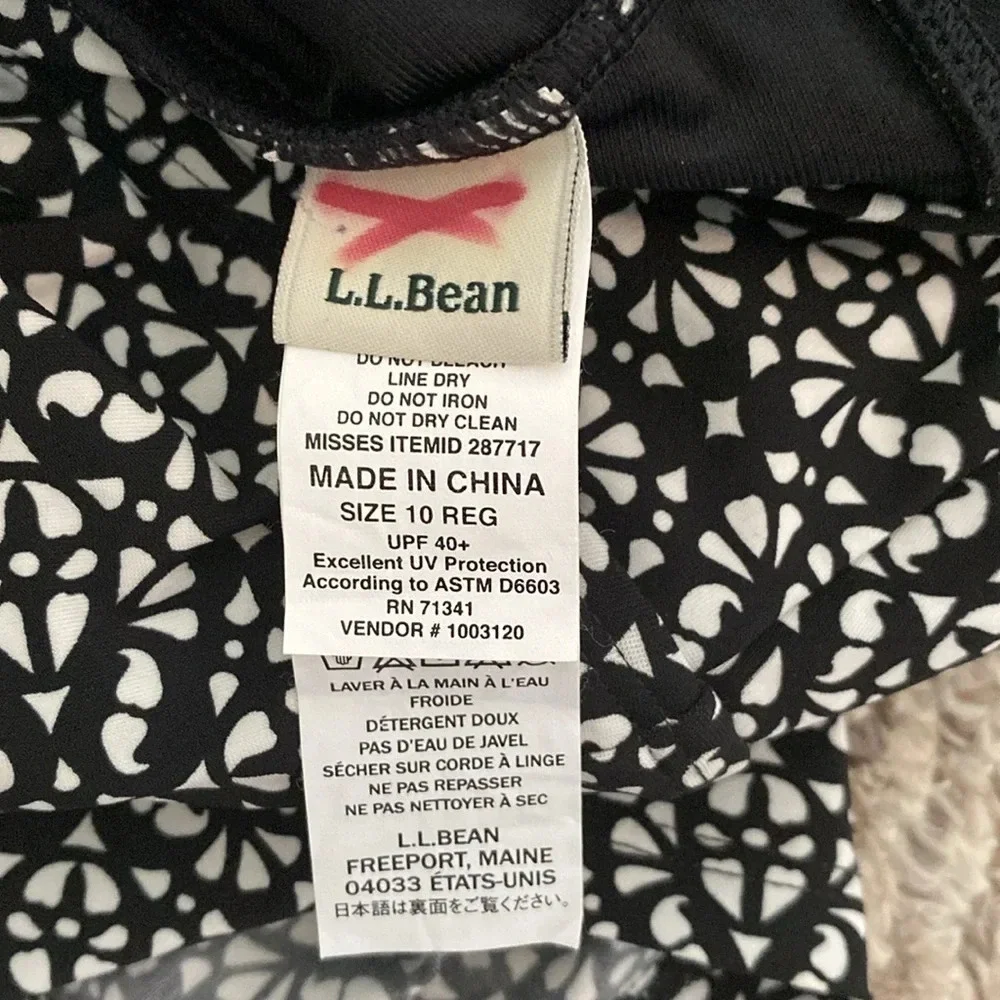 L.L.Bean
DO NOT BLEACH
LINE DRY
DO NOT IRON
DO NOT DRY CLEAN
MISSES ITEMID 287717
MADE IN CHINA
SIZE 10 REG
UPF 40+
Excellent UV Protection
According to ASTM D6603
RN 71341
VENDOR # 1003120
LAVER À LA MAIN À L'EAU
FROIDE
DÉTERGENT DOUX
PAS D'EAU DE JAVEL
SÉCHER SUR CORDE À LINGE
NE PAS REPASSER
NE PAS NETTOYER À SEC
L.L.BEAN
FREEPORT, MAINE
04033 ÉTATS-UNIS
日本語は裏面をご覧ください。